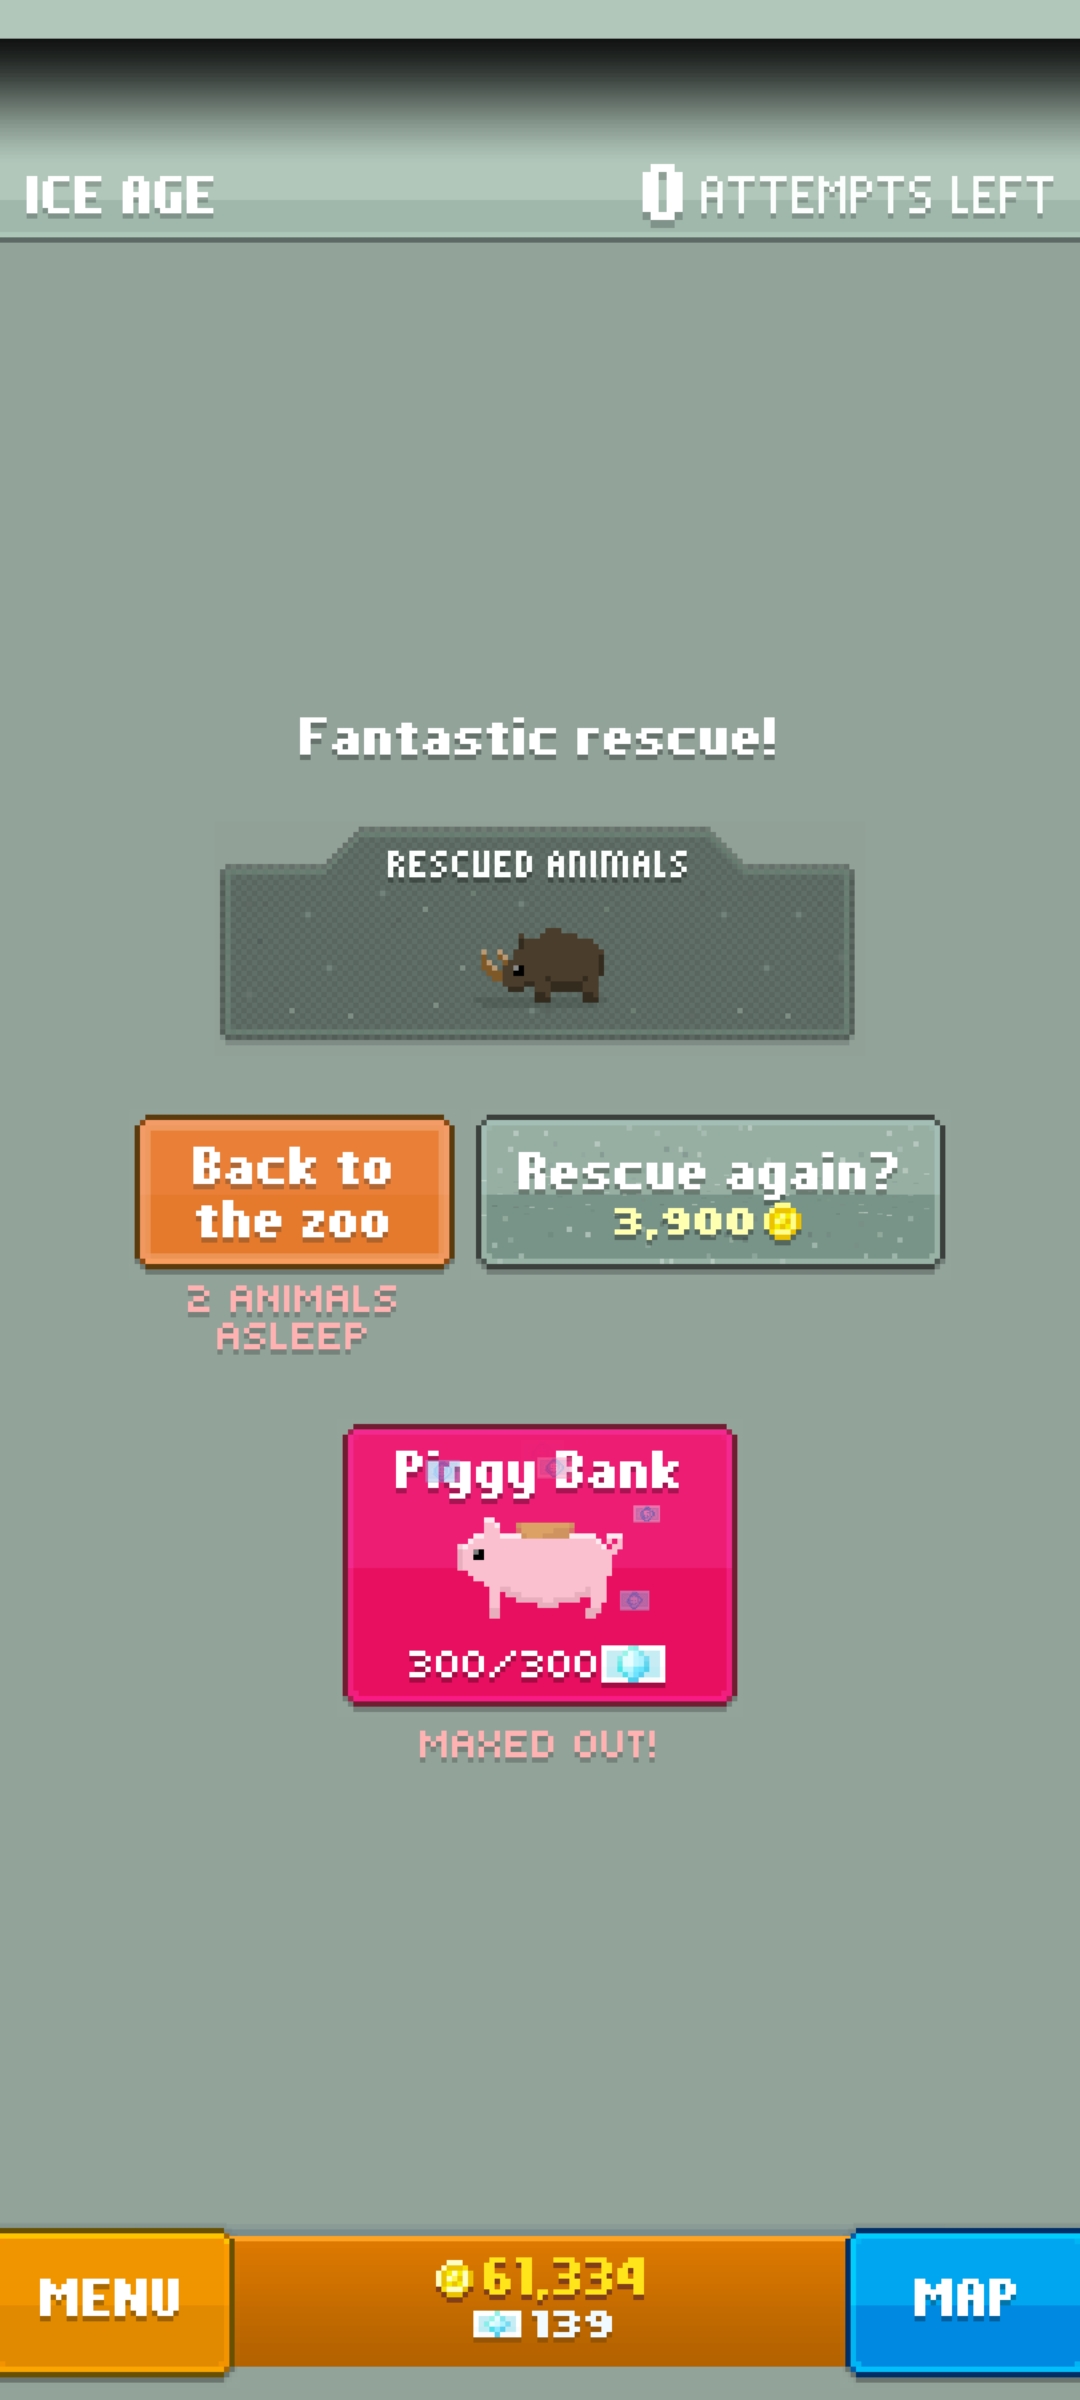 ICE AGE
0 ATTEMPTS LEFT
Fantastic rescue!
RESCUED ANIMALS
Back to
the zoo
Rescue again?
3,900
2 ANIMALS
ASLEEP
Piggy Bank
300/300
MAXED OUT!
MENU
61,334
139
MAP